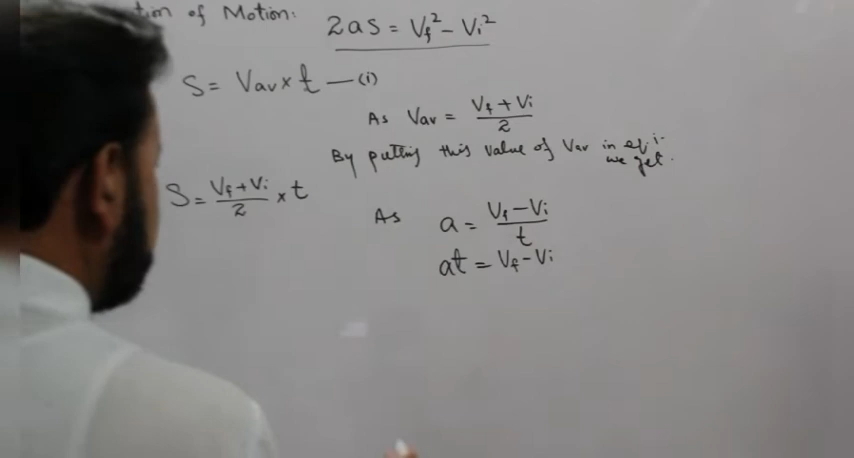 of Motion: 2as = Vf² - Vi²
S = Vav × t — (i)
As Vav = (Vf + Vi)/2
By putting this value of Vav in eq i.
we get.
S = (Vf + Vi)/2 × t
As a = (Vf - Vi)/t
at = Vf - Vi